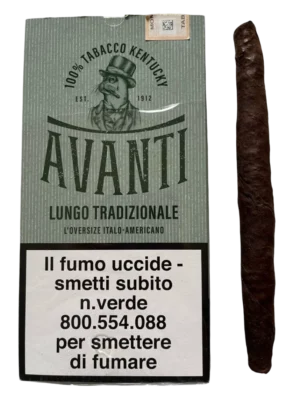 100% TABACCO KENTUCKY
EST. 1912
AVANTI
LUNGO TRADIZIONALE
L'OVERSIZE ITALO-AMERICANO
Il fumo uccide -
smetti subito
n.verde
800.554.088
per smettere
di fumare